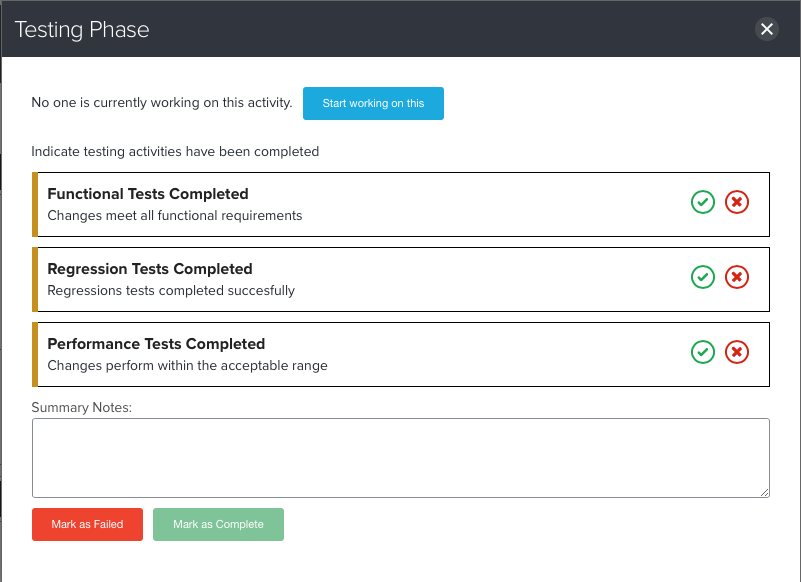 Testing Phase
No one is currently working on this activity. Start working on this
Indicate testing activities have been completed
Functional Tests Completed
Changes meet all functional requirements
Regression Tests Completed
Regressions tests completed succesfully
Performance Tests Completed
Changes perform within the acceptable range
Summary Notes:
Mark as Failed Mark as Complete